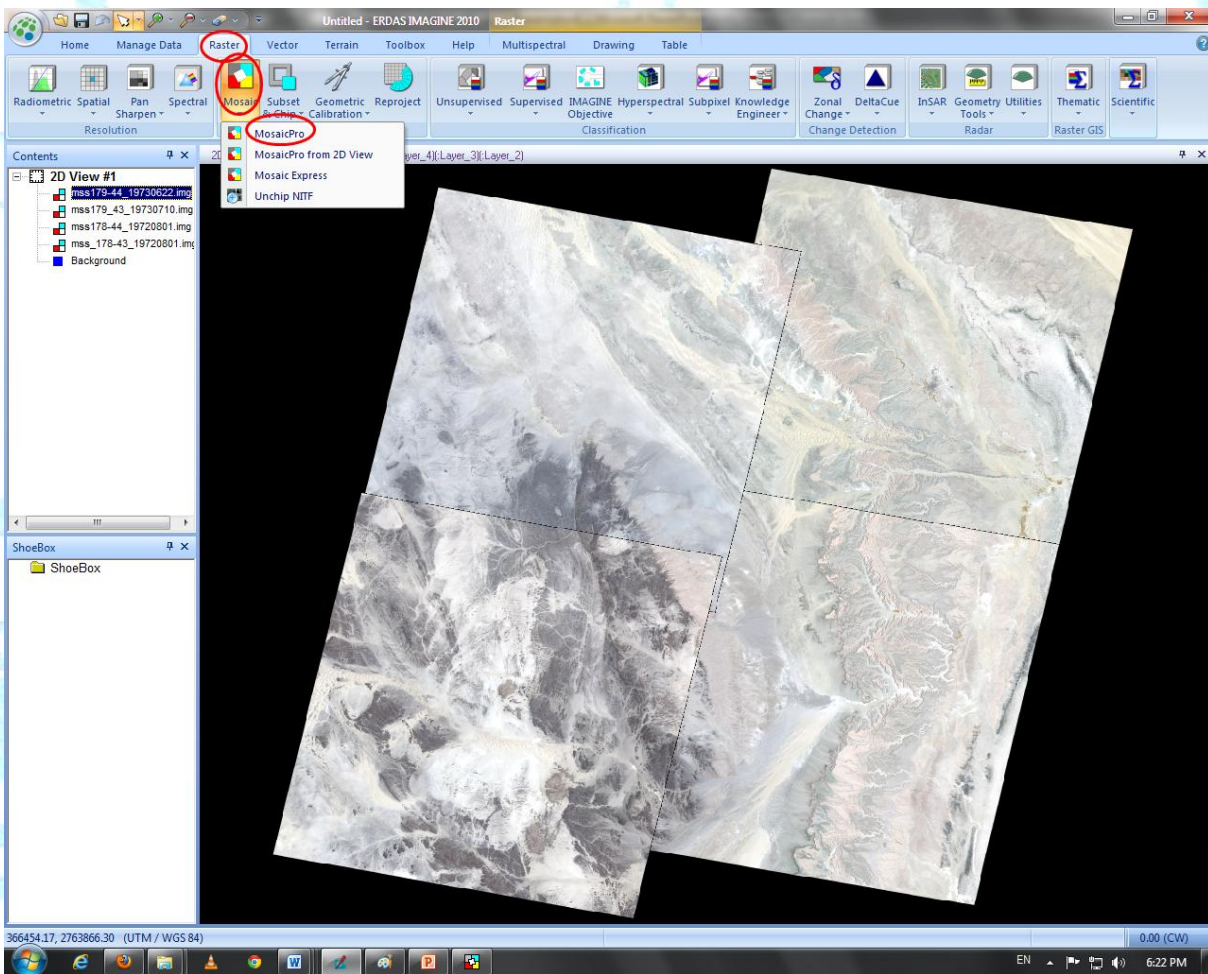 Untitled - ERDAS IMAGINE 2010 Raster
Home Manage Data Raster Vector Terrain Toolbox Help Multispectral Drawing Table
Radiometric Spatial Pan Sharpen Spectral Mosaic Subset & Chip Geometric Calibration Reproject Unsupervised Supervised IMAGINE Objective Hyperspectral Subpixel Knowledge Engineer Zonal Change DeltaCue InSAR Geometry Tools Utilities Thematic Scientific
Resolution Classification Change Detection Radar Raster GIS
MosaicPro
MosaicPro from 2D View
Mosaic Express
Unchip NITF
Contents
ayer_4)(:Layer_3)(:Layer_2)
2D View #1
mss179-44_19730622.img
mss179_43_19730710.img
mss178-44_19720801.img
mss_178-43_19720801.img
Background
ShoeBox
ShoeBox
366454.17, 2763866.30 (UTM / WGS 84)
0.00 (CW)
EN
6:22 PM